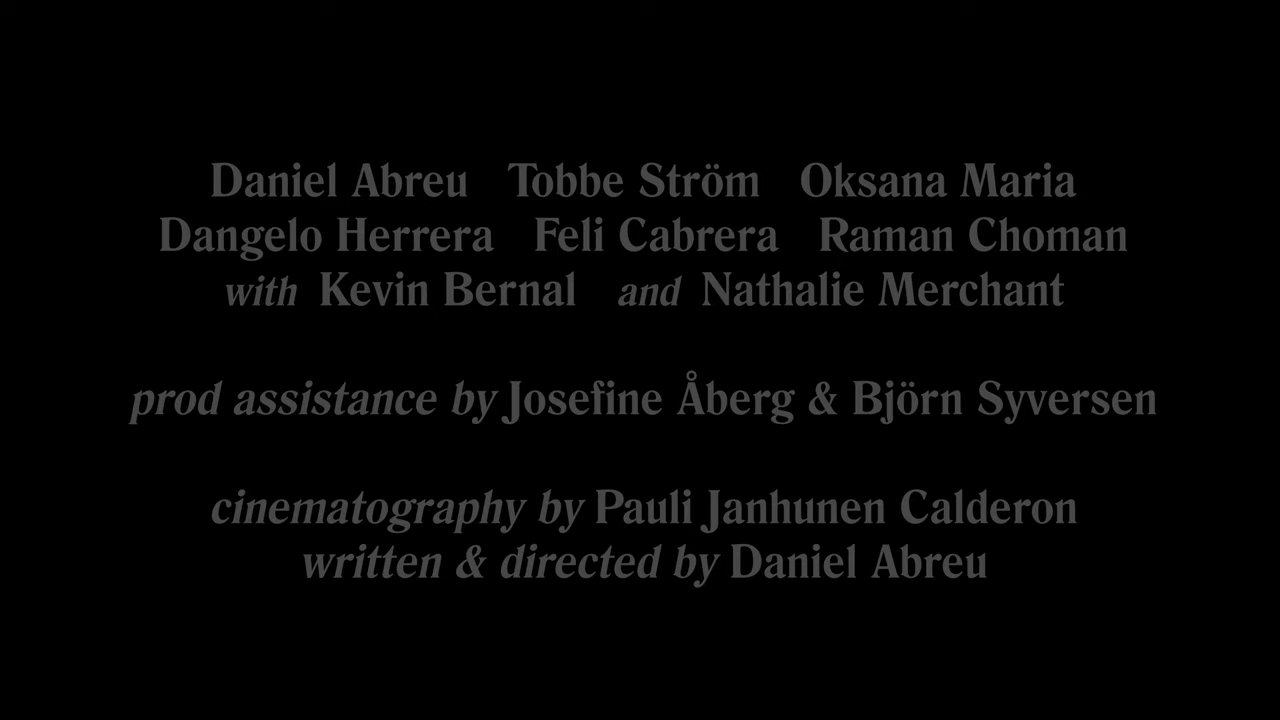 Daniel Abreu Tobbe Ström Oksana Maria
Dangelo Herrera Feli Cabrera Raman Choman
with Kevin Bernal and Nathalie Merchant
prod assistance by Josefine Åberg & Björn Syversen
cinematography by Pauli Janhunen Calderon
written & directed by Daniel Abreu